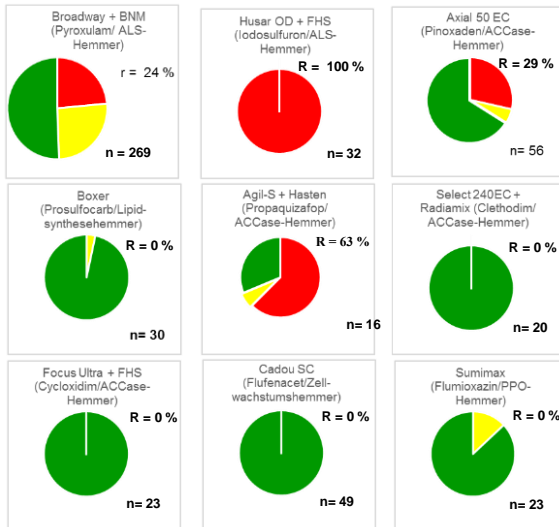 Broadway + BNM
(Pyroxulam/ ALS-
Hemmer)
r = 24 %
n = 269
Husar OD + FHS
(Iodosulfuron/ALS-
Hemmer)
R = 100 %
n = 32
Axial 50 EC
(Pinoxaden/ACCase-
Hemmer)
R = 29 %
n= 56
Boxer
(Prosulfocarb/Lipid-
synthesehemmer)
R = 0 %
n= 30
Agil-S + Hasten
(Propaquizafop/
ACCase-Hemmer)
R = 63 %
n= 16
Select 240EC +
Radiamix (Clethodim/
ACCase-Hemmer)
R = 0 %
n= 20
Focus Ultra + FHS
(Cycloxidim/ACCase-
Hemmer)
R = 0 %
n= 23
Cadou SC
(Flufenacet/Zell-
wachstumshemmer)
R = 0 %
n= 49
Sumimax
(Flumioxazin/PPO-
Hemmer)
R = 0 %
n= 23